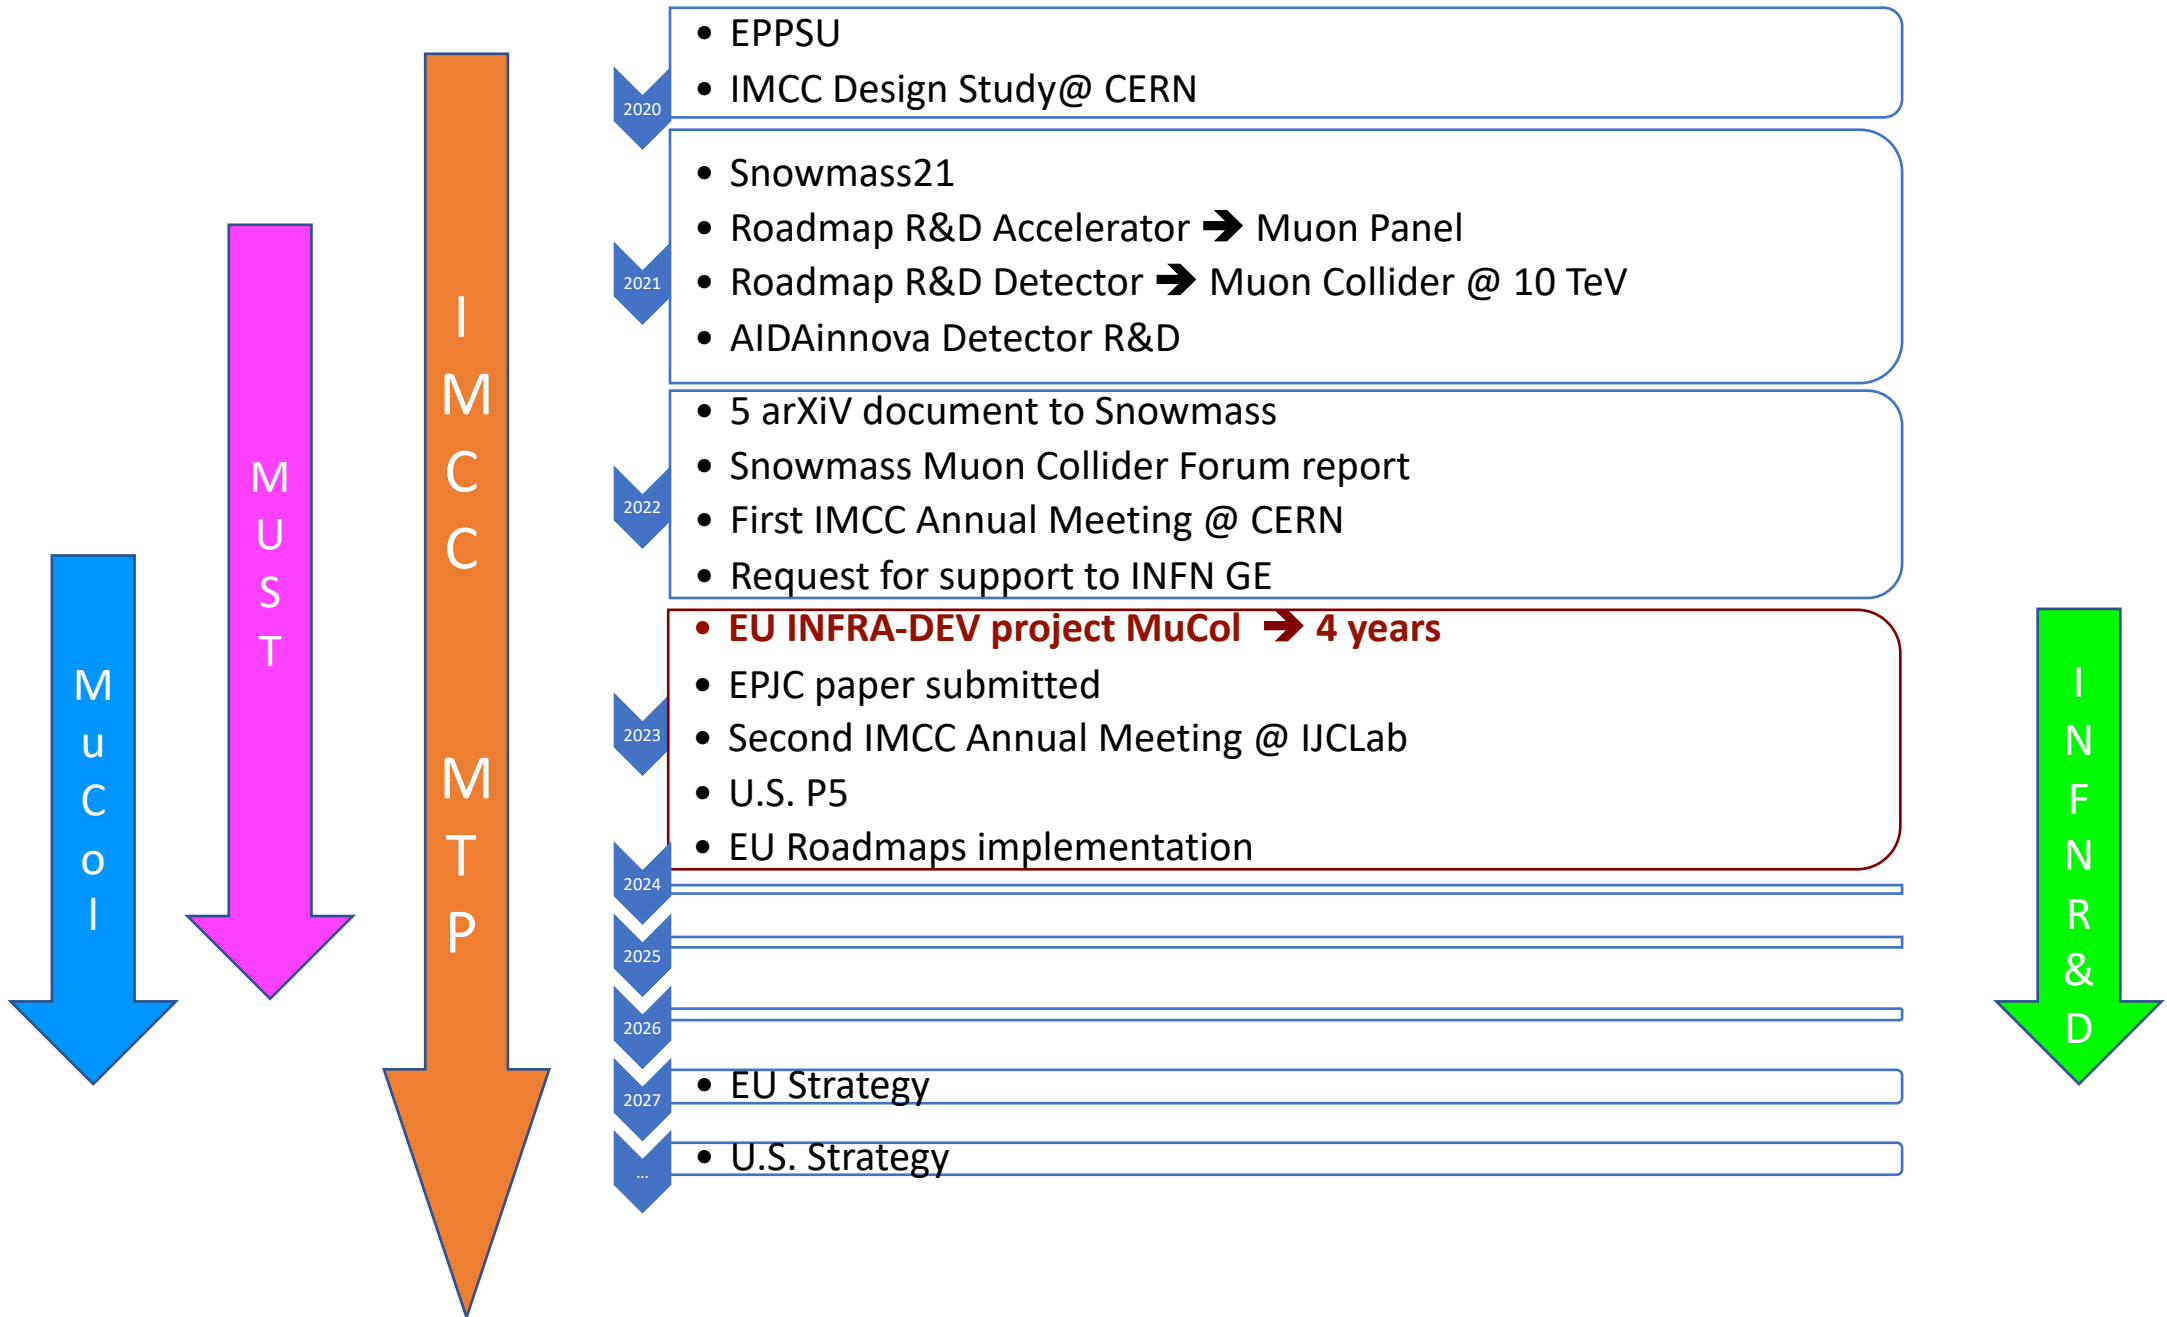 • EPPSU
• IMCC Design Study@ CERN
2020
• Snowmass21
• Roadmap R&D Accelerator ➔ Muon Panel
• Roadmap R&D Detector ➔ Muon Collider @ 10 TeV
• AIDAinnova Detector R&D
2021
• 5 arXiV document to Snowmass
• Snowmass Muon Collider Forum report
• First IMCC Annual Meeting @ CERN
• Request for support to INFN GE
2022
• EU INFRA-DEV project MuCol ➔ 4 years
• EPJC paper submitted
• Second IMCC Annual Meeting @ IJCLab
• U.S. P5
• EU Roadmaps implementation
2023
2024
2025
2026
2027
• EU Strategy
...
• U.S. Strategy
MuCol
MUST
IMCC MTP
INFNR&D